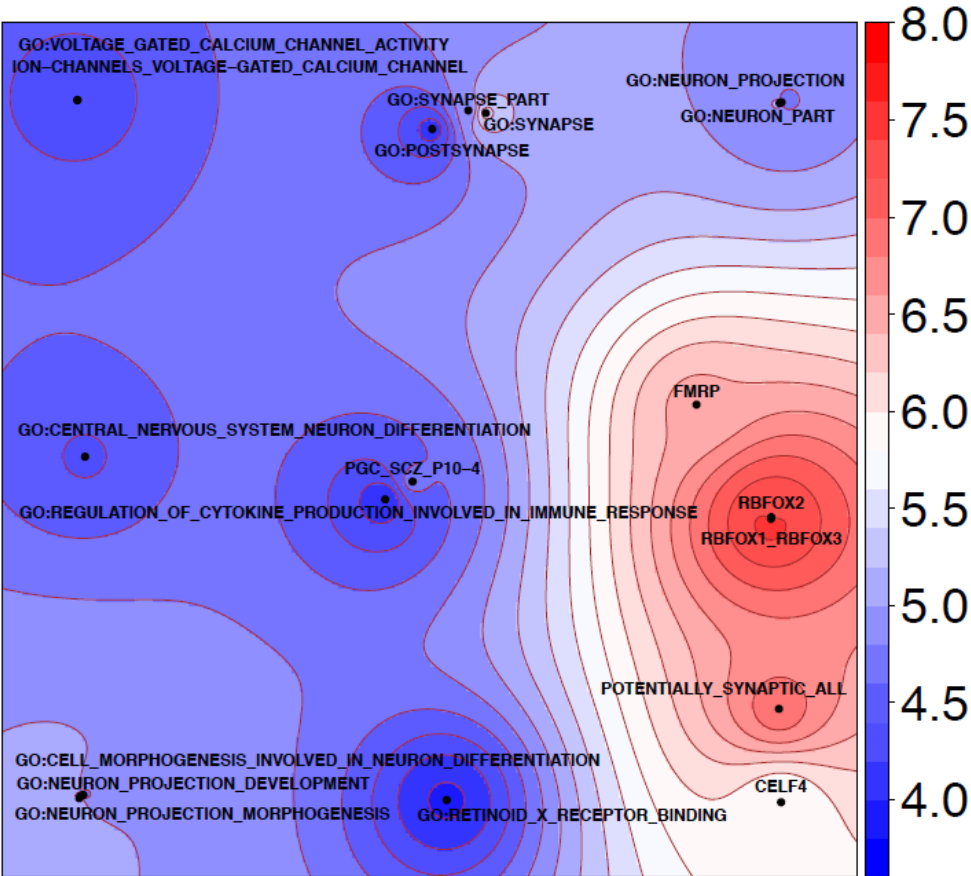 GO:VOLTAGE_GATED_CALCIUM_CHANNEL_ACTIVITY
ION-CHANNELS_VOLTAGE-GATED_CALCIUM_CHANNEL
GO:SYNAPSE_PART
GO:SYNAPSE
GO:POSTSYNAPSE
GO:NEURON_PROJECTION
GO:NEURON_PART
FMRP
GO:CENTRAL_NERVOUS_SYSTEM_NEURON_DIFFERENTIATION
PGC_SCZ_P10-4
GO:REGULATION_OF_CYTOKINE_PRODUCTION_INVOLVED_IN_IMMUNE_RESPONSE
RBFOX2
RBFOX1_RBFOX3
POTENTIALLY_SYNAPTIC_ALL
GO:CELL_MORPHOGENESIS_INVOLVED_IN_NEURON_DIFFERENTIATION
GO:NEURON_PROJECTION_DEVELOPMENT
GO:NEURON_PROJECTION_MORPHOGENESIS
GO:RETINOID_X_RECEPTOR_BINDING
CELF4
8.0
7.5
7.0
6.5
6.0
5.5
5.0
4.5
4.0